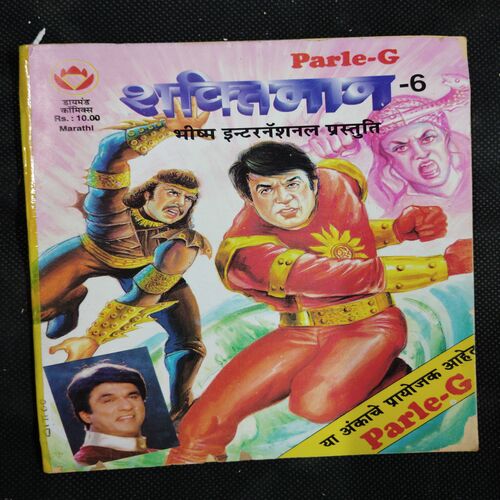 Parle-G
शक्तिमान -6
भीष्म इन्टरनॅशनल प्रस्तुति
डायमंड
कॉमिक्स
Rs. : 10.00
Marathi
या अंकाचे प्रायोजक आहेत
Parle-G